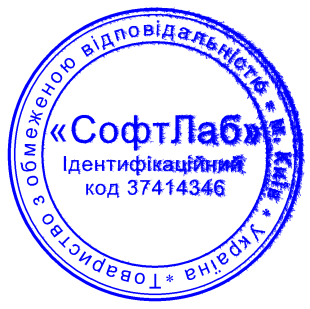 Товариство з обмеженою відповідальністю * м. Київ * Україна *
«СофтЛаб»
Ідентифікаційний
код 37414346